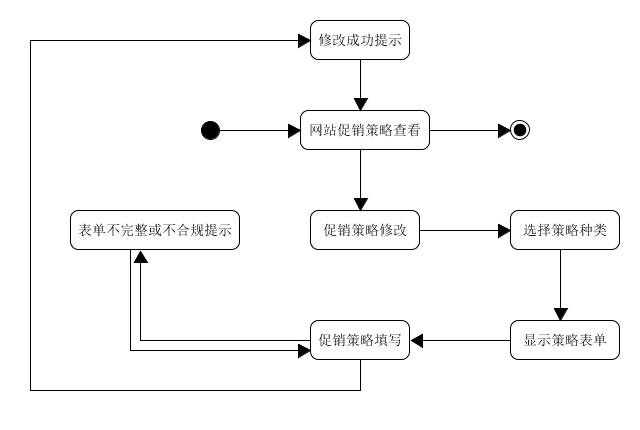 修改成功提示
网站促销策略查看
表单不完整或不合规提示
促销策略修改
选择策略种类
促销策略填写
显示策略表单